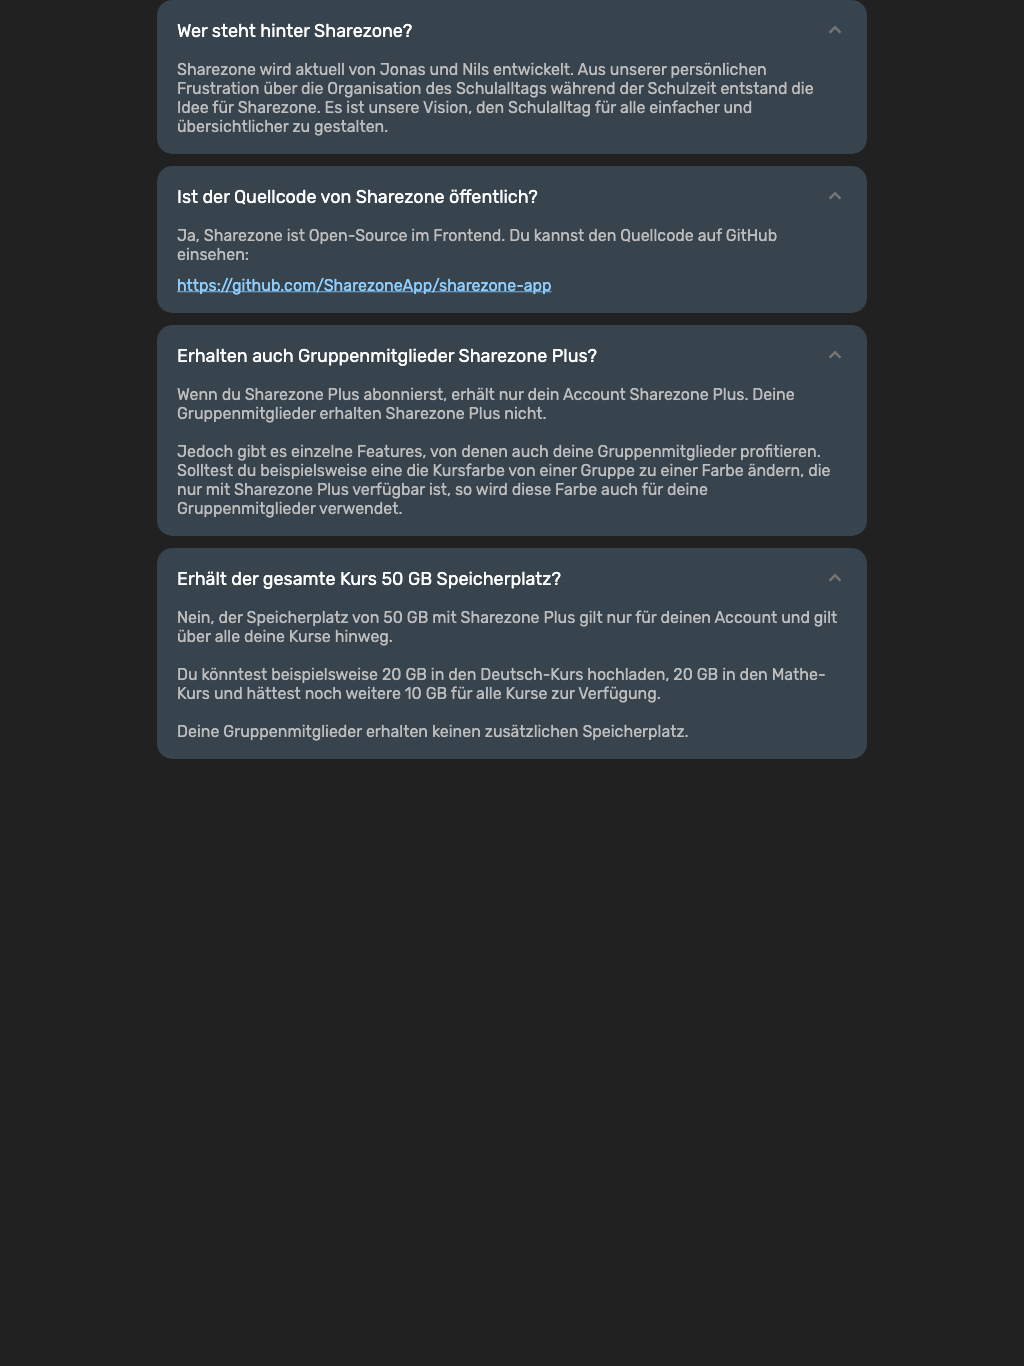 Wer steht hinter Sharezone?
Sharezone wird aktuell von Jonas und Nils entwickelt. Aus unserer persönlichen
Frustration über die Organisation des Schulalltags während der Schulzeit entstand die
Idee für Sharezone. Es ist unsere Vision, den Schulalltag für alle einfacher und
übersichtlicher zu gestalten.
Ist der Quellcode von Sharezone öffentlich?
Ja, Sharezone ist Open-Source im Frontend. Du kannst den Quellcode auf GitHub
einsehen:
https://github.com/SharezoneApp/sharezone-app
Erhalten auch Gruppenmitglieder Sharezone Plus?
Wenn du Sharezone Plus abonnierst, erhält nur dein Account Sharezone Plus. Deine
Gruppenmitglieder erhalten Sharezone Plus nicht.
Jedoch gibt es einzelne Features, von denen auch deine Gruppenmitglieder profitieren.
Solltest du beispielsweise eine die Kursfarbe von einer Gruppe zu einer Farbe ändern, die
nur mit Sharezone Plus verfügbar ist, so wird diese Farbe auch für deine
Gruppenmitglieder verwendet.
Erhält der gesamte Kurs 50 GB Speicherplatz?
Nein, der Speicherplatz von 50 GB mit Sharezone Plus gilt nur für deinen Account und gilt
über alle deine Kurse hinweg.
Du könntest beispielsweise 20 GB in den Deutsch-Kurs hochladen, 20 GB in den Mathe-
Kurs und hättest noch weitere 10 GB für alle Kurse zur Verfügung.
Deine Gruppenmitglieder erhalten keinen zusätzlichen Speicherplatz.